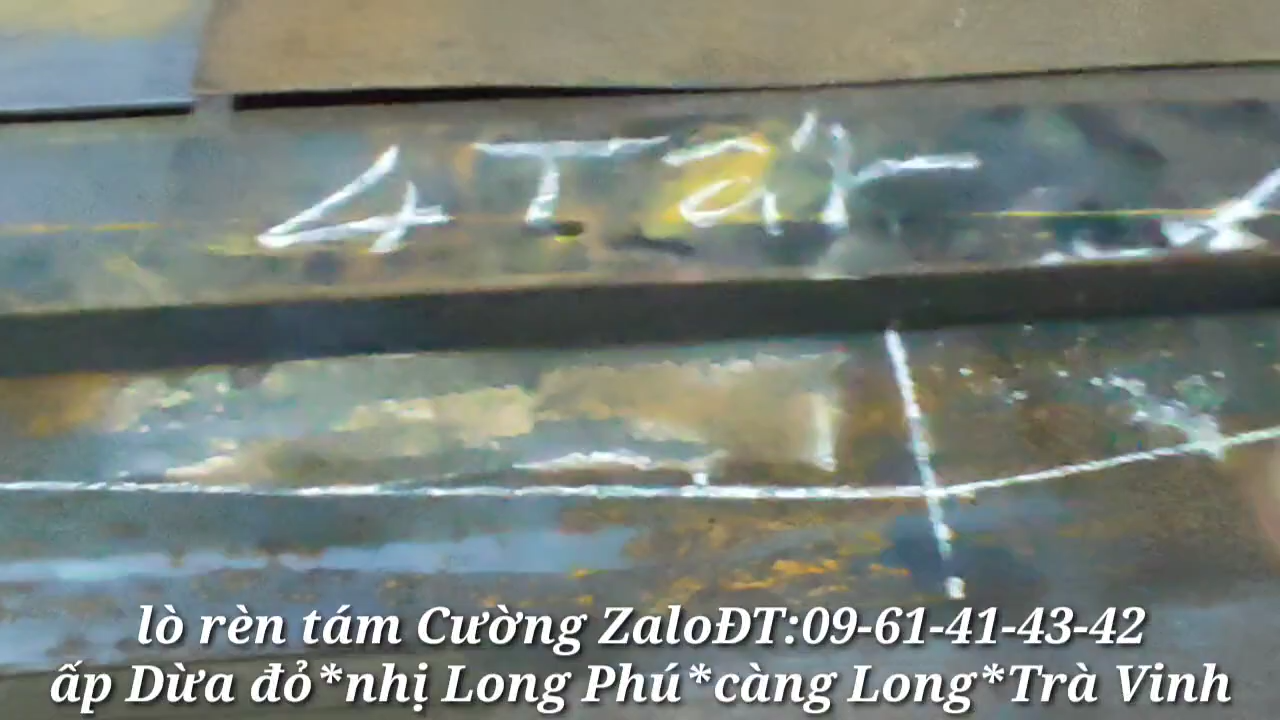 4 Tấr
lò rèn tám Cường ZaloĐT:09-61-41-43-42
ấp Dừa đỏ*nhị Long Phú*càng Long*Trà Vinh